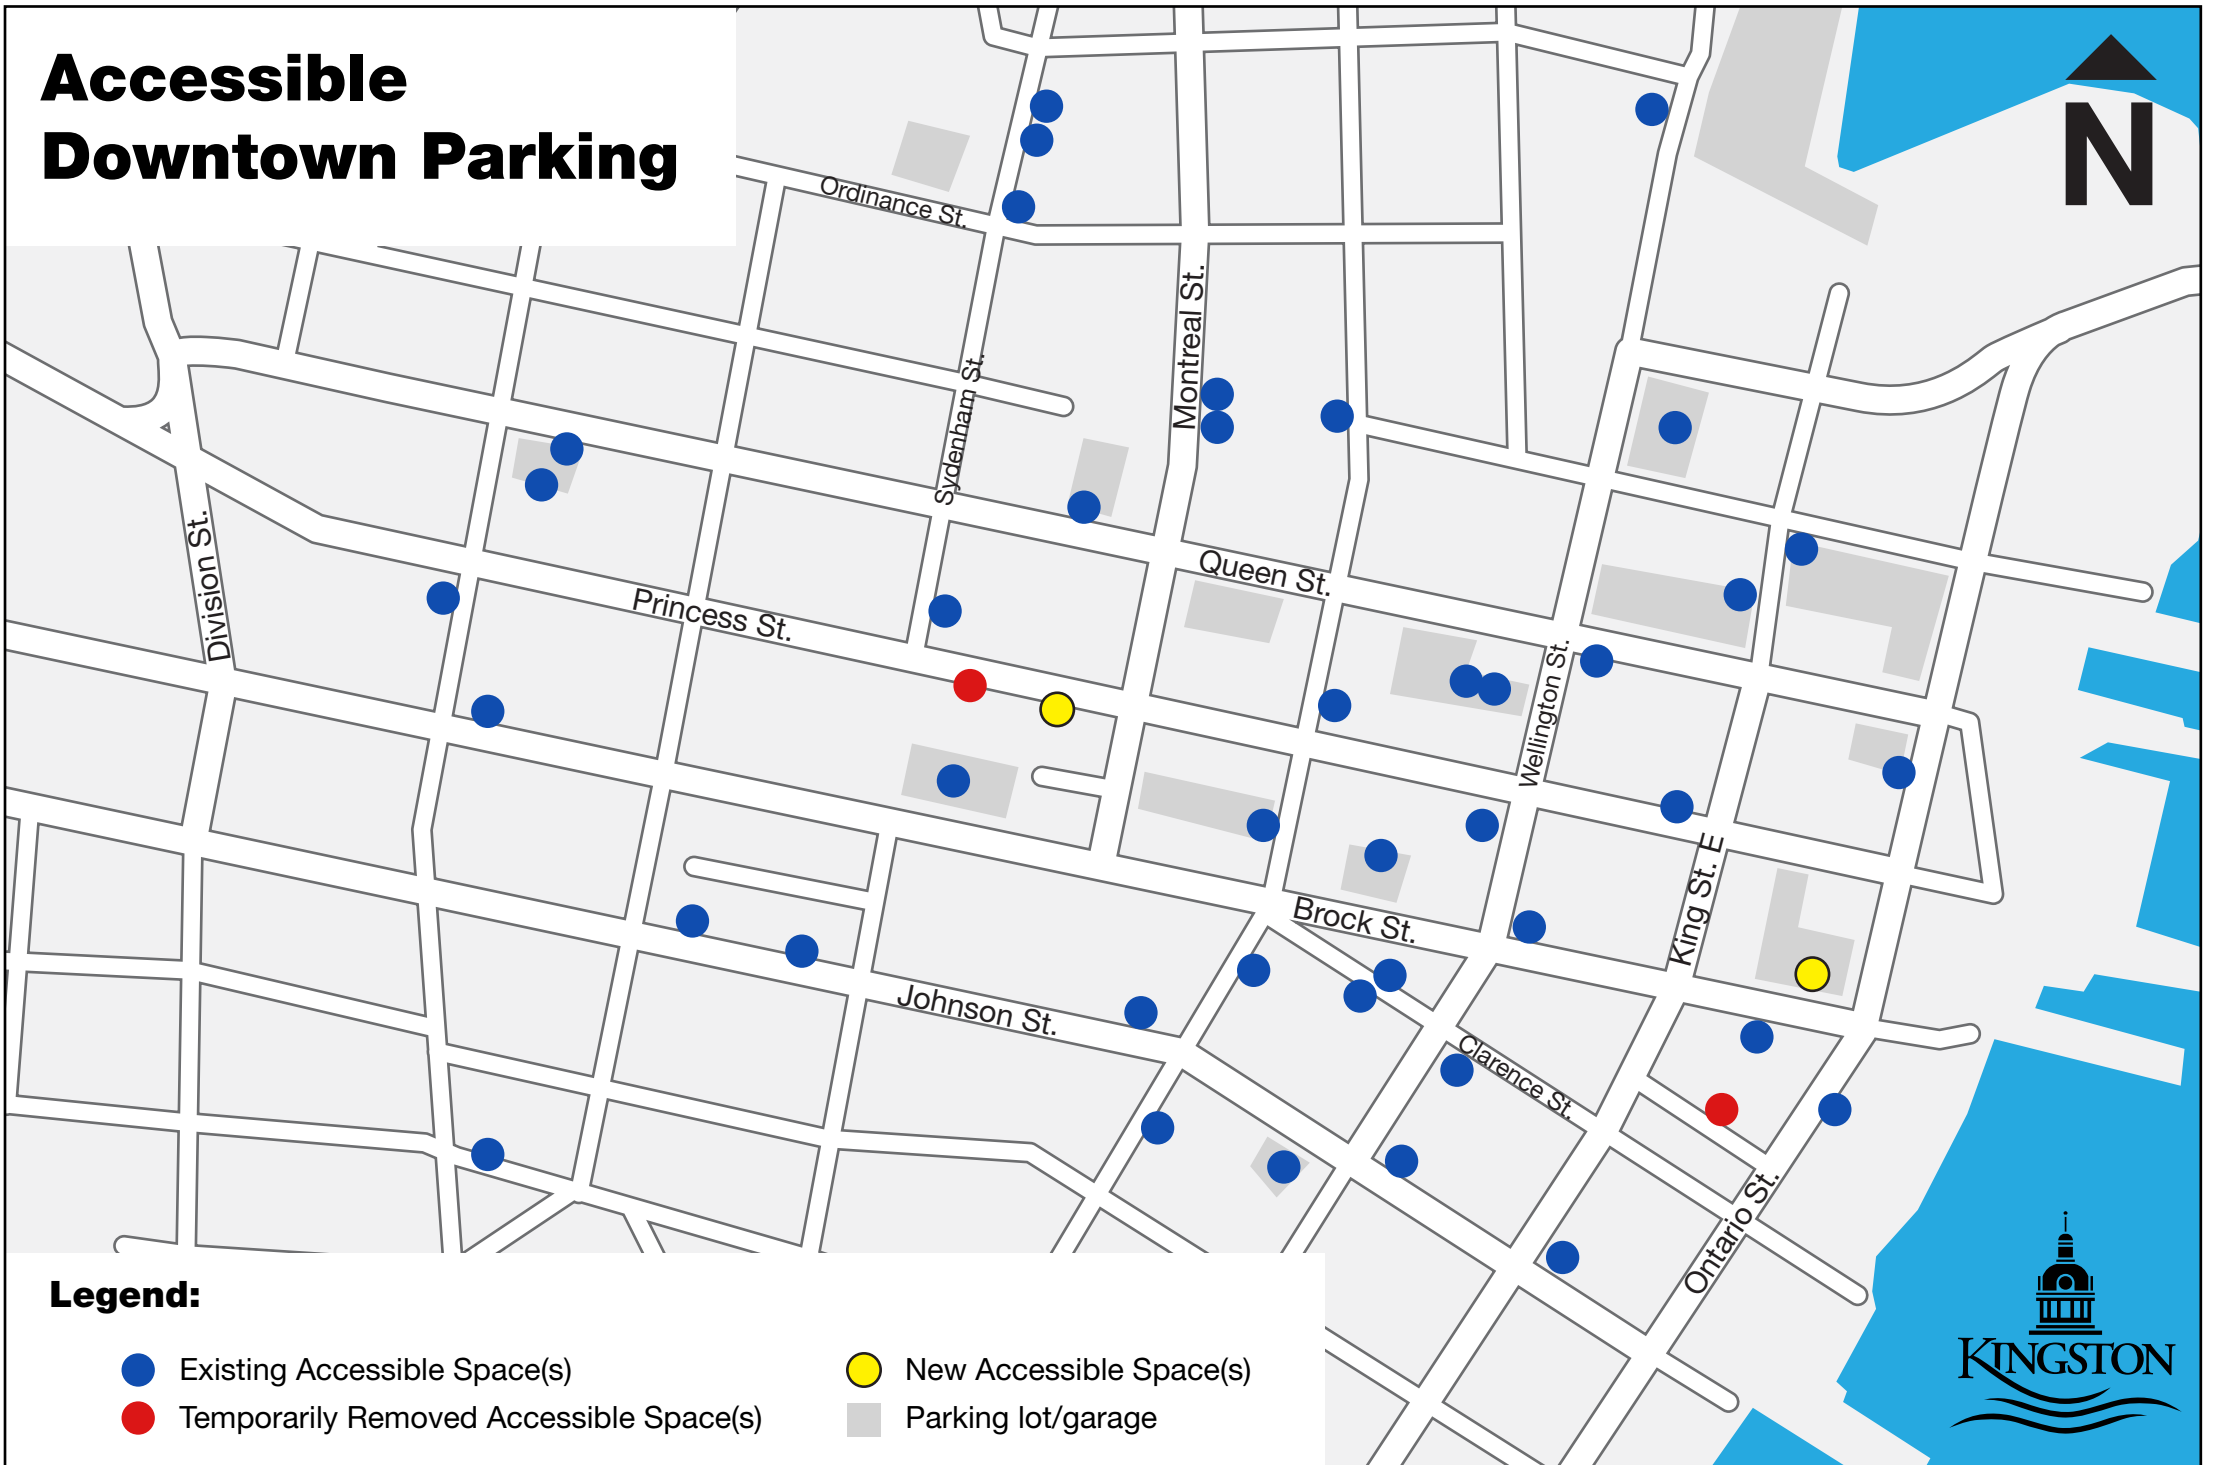 Accessible
Downtown Parking
N
Ordinance St.
Montreal St.
Sydenham St.
Division St.
Queen St.
Princess St.
Wellington St.
King St. E
Brock St.
Johnson St.
Clarence St.
Ontario St.
Legend:
Existing Accessible Space(s)
New Accessible Space(s)
Temporarily Removed Accessible Space(s)
Parking lot/garage
KINGSTON